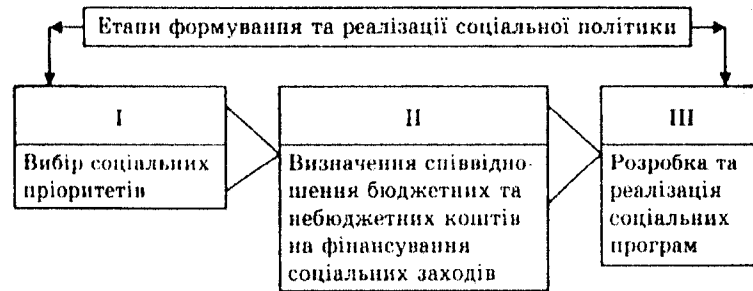 Етапи формування та реалізації соціальної політики
I
Вибір соціальних
пріоритетів
II
Визначення співвідно-
шення бюджетних та
небюджетних коштів
на фінансування
соціальних заходів
III
Розробка та
реалізація
соціальних
програм